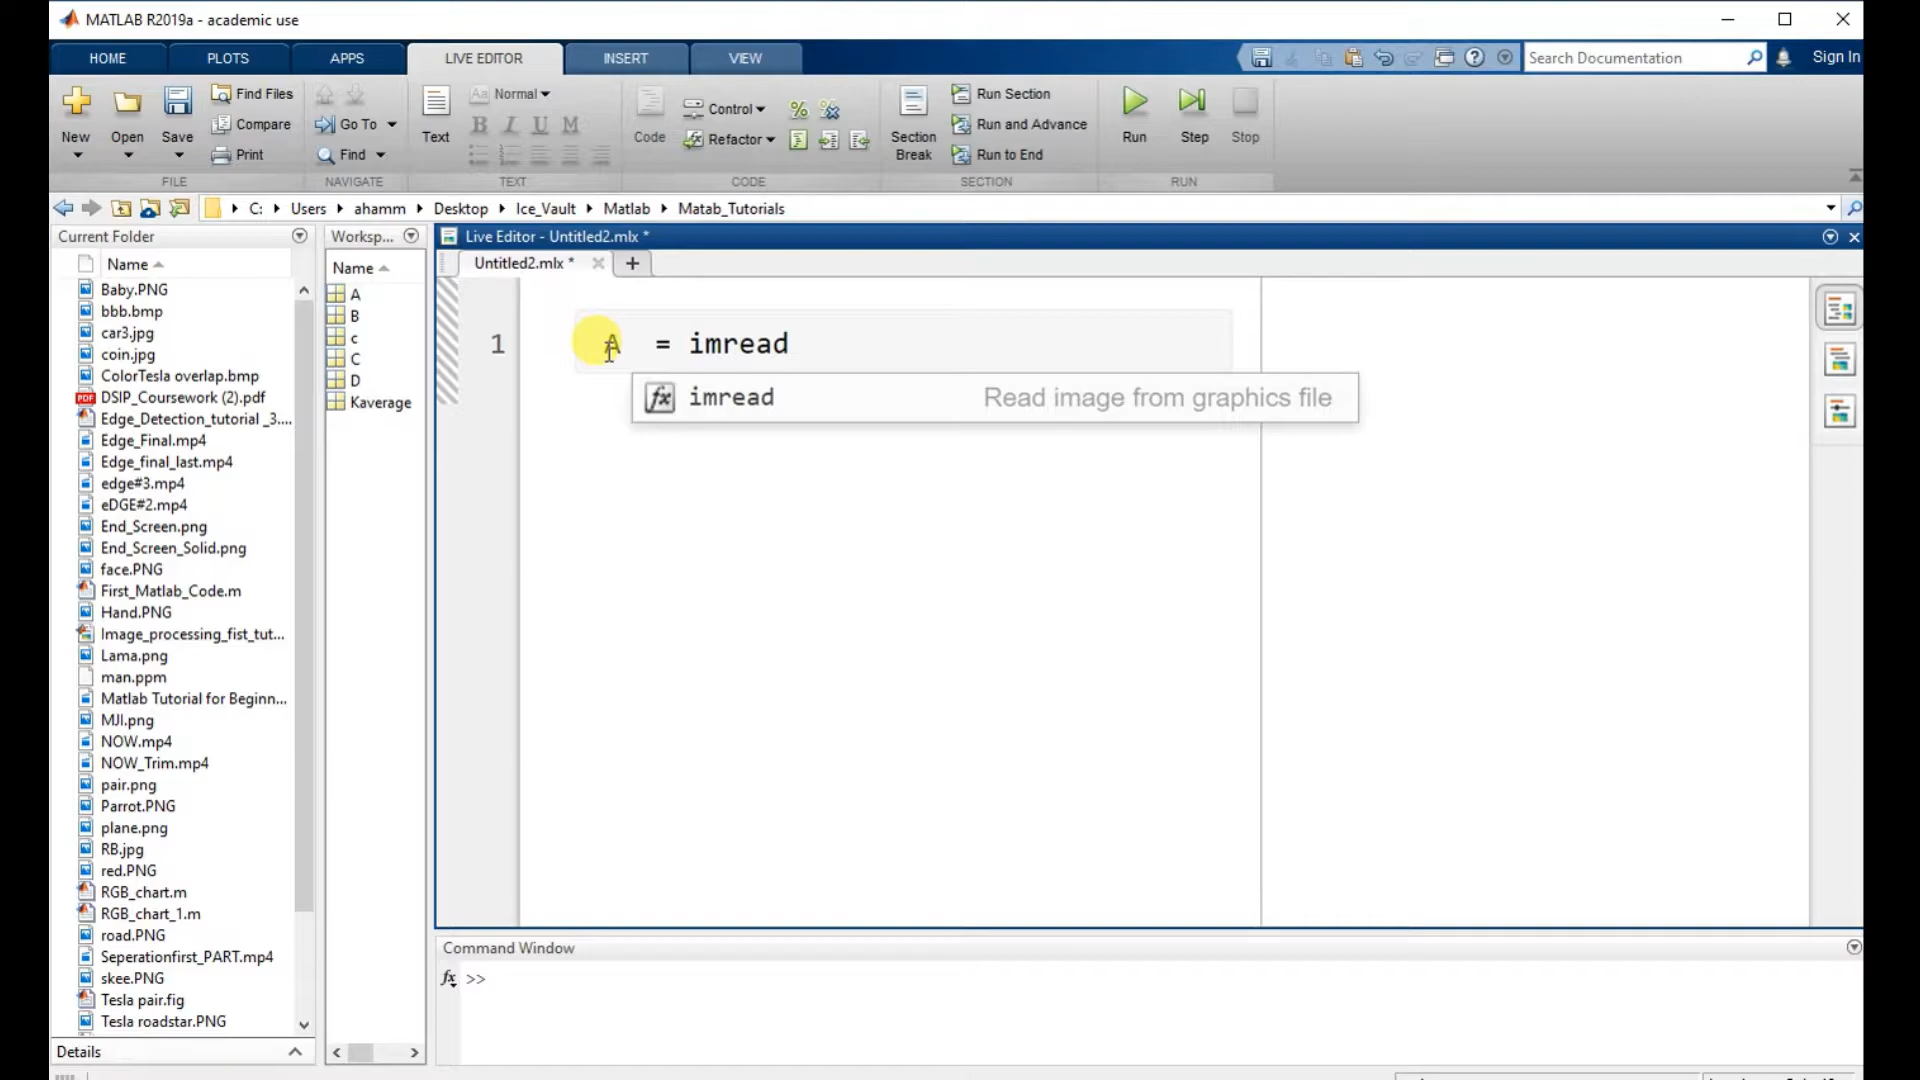 MATLAB R2019a - academic use
HOME PLOTS APPS LIVE EDITOR INSERT VIEW
Search Documentation Sign In
New Open Save Find Files Compare Print
FILE
Go To Find
NAVIGATE
Text Aa Normal
B I U M
TEXT
Code Control Refactor
CODE
Section Break Run Section
Run and Advance
Run to End
SECTION
Run Step Stop
RUN
C: Users ahamm Desktop Ice_Vault Matlab Matab_Tutorials
Current Folder
Name
Baby.PNG
bbb.bmp
car3.jpg
coin.jpg
ColorTesla overlap.bmp
DSIP_Coursework (2).pdf
Edge_Detection_tutorial _3....
Edge_Final.mp4
Edge_final_last.mp4
edge#3.mp4
eDGE#2.mp4
End_Screen.png
End_Screen_Solid.png
face.PNG
First_Matlab_Code.m
Hand.PNG
Image_processing_fist_tut...
Lama.png
man.ppm
Matlab Tutorial for Beginn...
MJI.png
NOW.mp4
NOW_Trim.mp4
pair.png
Parrot.PNG
plane.png
RB.jpg
red.PNG
RGB_chart.m
RGB_chart_1.m
road.PNG
Seperationfirst_PART.mp4
skee.PNG
Tesla pair.fig
Tesla roadstar.PNG
Details
Worksp...
Name
A
B
c
C
D
Kaverage
Live Editor - Untitled2.mlx *
Untitled2.mlx *
1 A = imread
fx imread Read image from graphics file
Command Window
fx >>